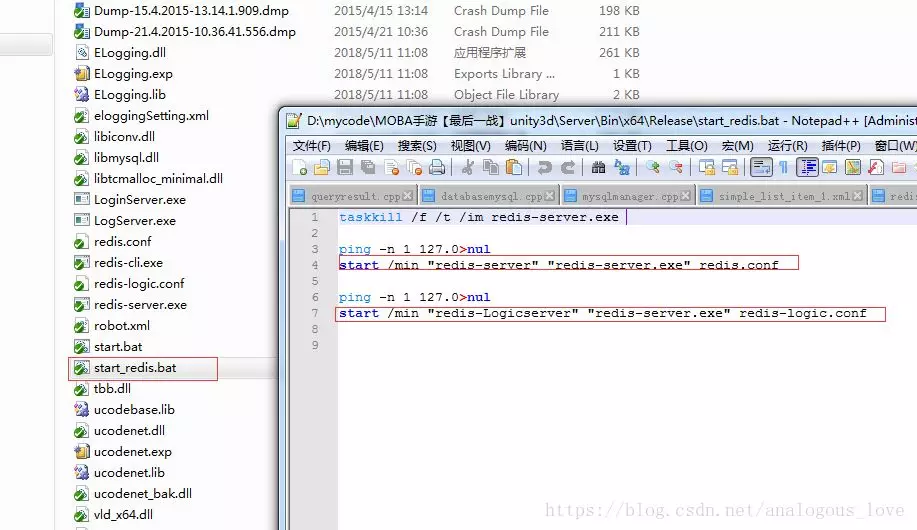 Dump-15.4.2015-13.14.1.909.dmp 2015/4/15 13:14 Crash Dump File 198 KB
Dump-21.4.2015-10.36.41.556.dmp 2015/4/21 10:36 Crash Dump File 211 KB
ELogging.dll 2018/5/11 11:08 应用程序扩展 261 KB
ELogging.exp 2018/5/11 11:08 Exports Library ... 1 KB
ELogging.lib 2018/5/11 11:08 Object File Library 2 KB
eloggingSetting.xml
libiconv.dll
libmysql.dll
libtcmalloc_minimal.dll
LoginServer.exe
LogServer.exe
redis.conf
redis-cli.exe
redis-logic.conf
redis-server.exe
robot.xml
start.bat
start_redis.bat
tbb.dll
ucodebase.lib
ucodenet.dll
ucodenet.exp
ucodenet.lib
ucodenet_bak.dll
vld_x64.dll
D:\mycode\MOBA手游【最后一战】unity3d\Server\Bin\x64\Release\start_redis.bat - Notepad++ [Administ
文件(F) 编辑(E) 搜索(S) 视图(V) 编码(N) 语言(L) 设置(T) 工具(O) 宏(M) 运行(R) 插件(P) 窗口(W)
queryresult.cpp databasemysql.cpp mysqlmanager.cpp simple_list_item_1.xml redis
1 taskkill /f /t /im redis-server.exe
2
3 ping -n 1 127.0>nul
4 start /min "redis-server" "redis-server.exe" redis.conf
5
6 ping -n 1 127.0>nul
7 start /min "redis-Logicserver" "redis-server.exe" redis-logic.conf
8
9
https://blog.csdn.net/analogous_love